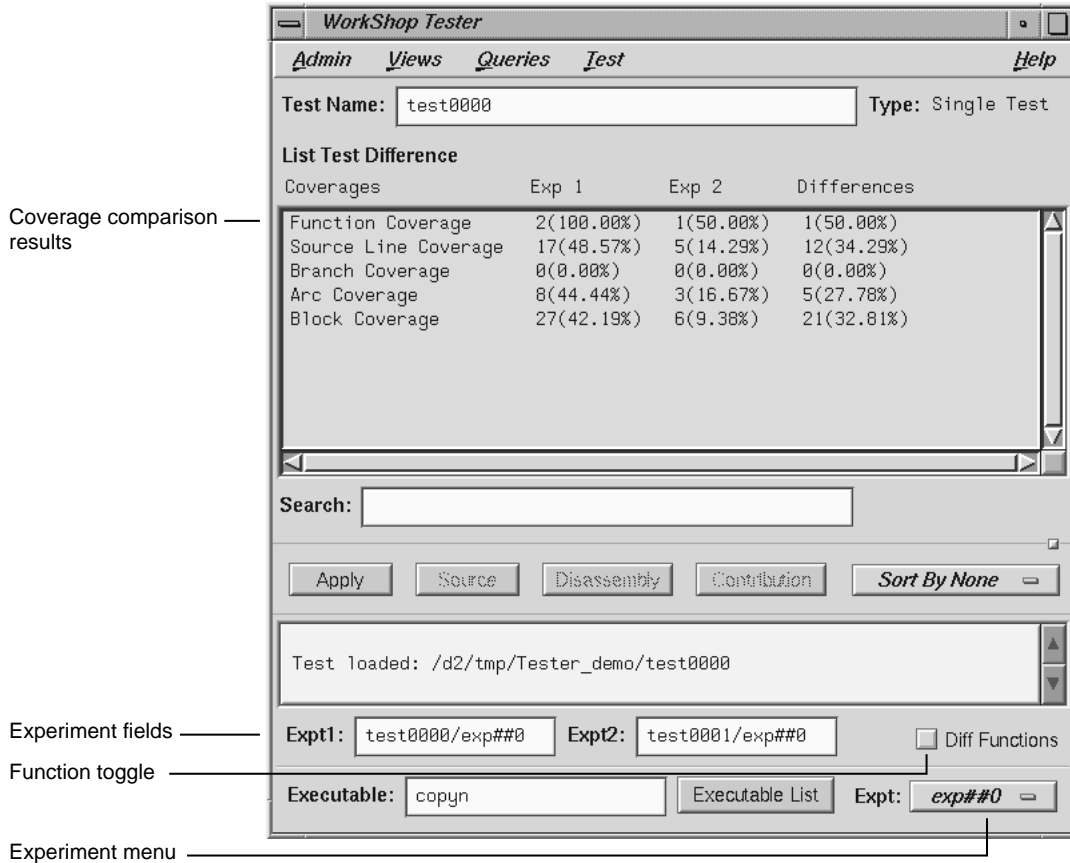 WorkShop Tester
Admin Views Queries Test Help
Test Name: test0000 Type: Single Test
List Test Difference
Coverages Exp 1 Exp 2 Differences
Coverage comparison results
Function Coverage 2(100.00%) 1(50.00%) 1(50.00%)
Source Line Coverage 17(48.57%) 5(14.29%) 12(34.29%)
Branch Coverage 0(0.00%) 0(0.00%) 0(0.00%)
Arc Coverage 8(44.44%) 3(16.67%) 5(27.78%)
Block Coverage 27(42.19%) 6(9.38%) 21(32.81%)
Search:
Apply Source Disassembly Contribution Sort By None
Test loaded: /d2/tmp/Tester_demo/test0000
Experiment fields
Expt1: test0000/exp##0 Expt2: test0001/exp##0 Diff Functions
Function toggle
Executable: copyn Executable List Expt: exp##0
Experiment menu